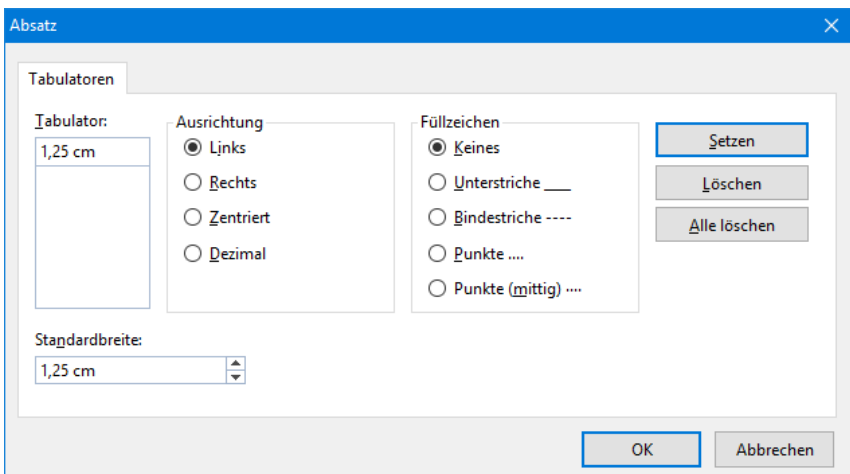 Absatz
Tabulatoren
Tabulator:
1,25 cm
Ausrichtung
Links
Rechts
Zentriert
Dezimal
Füllzeichen
Keines
Unterstriche ___
Bindestriche ----
Punkte ....
Punkte (mittig) ····
Setzen
Löschen
Alle löschen
Standardbreite:
1,25 cm
OK
Abbrechen